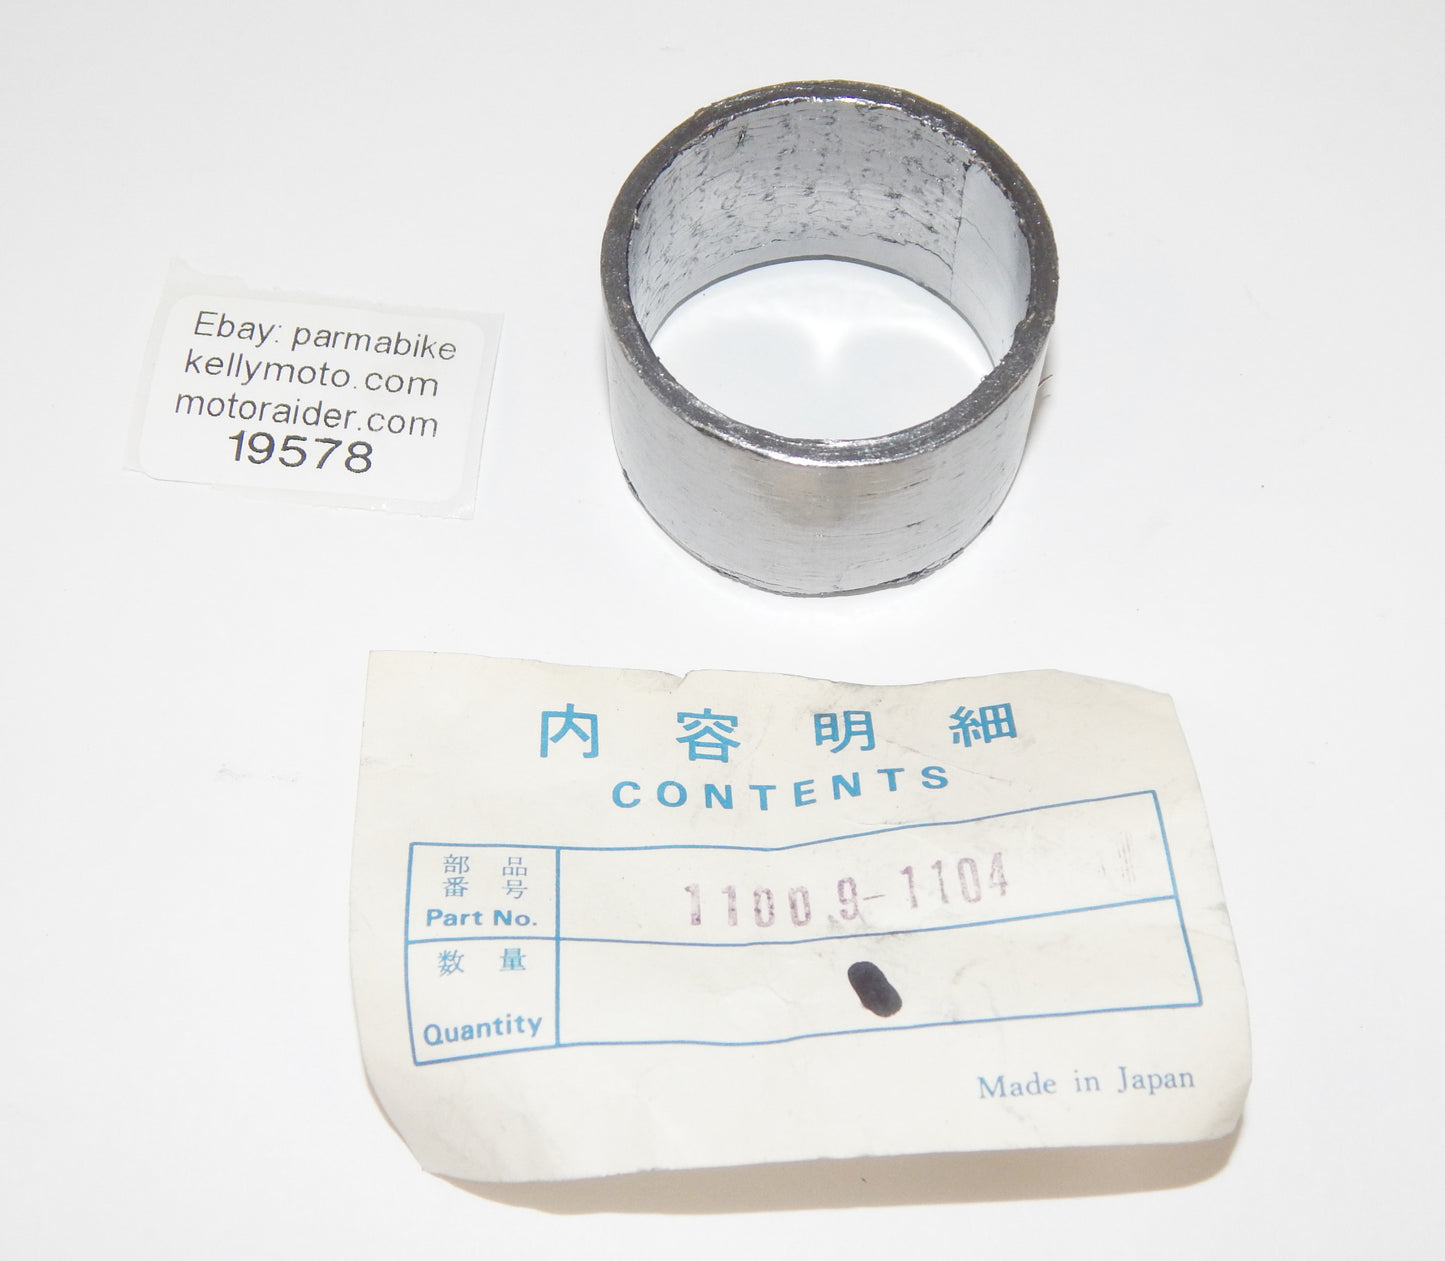 Ebay: parmabike
kellymoto.com
motoraider.com
19578
内容明細
CONTENTS
部品
番号
Part No.
11009-1104
数量
Quantity
Made in Japan